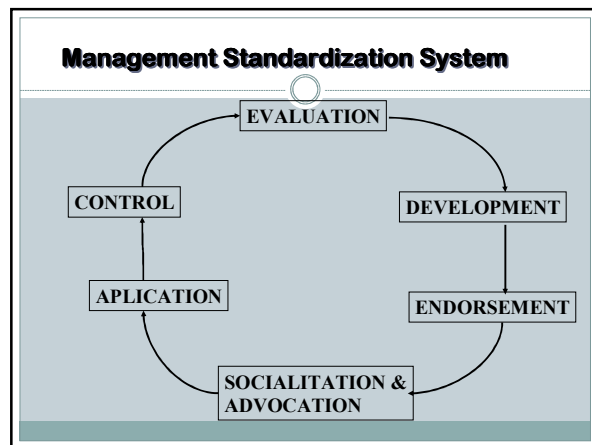 Management Standardization System
EVALUATION
DEVELOPMENT
ENDORSEMENT
SOCIALITATION &
ADVOCATION
APLICATION
CONTROL